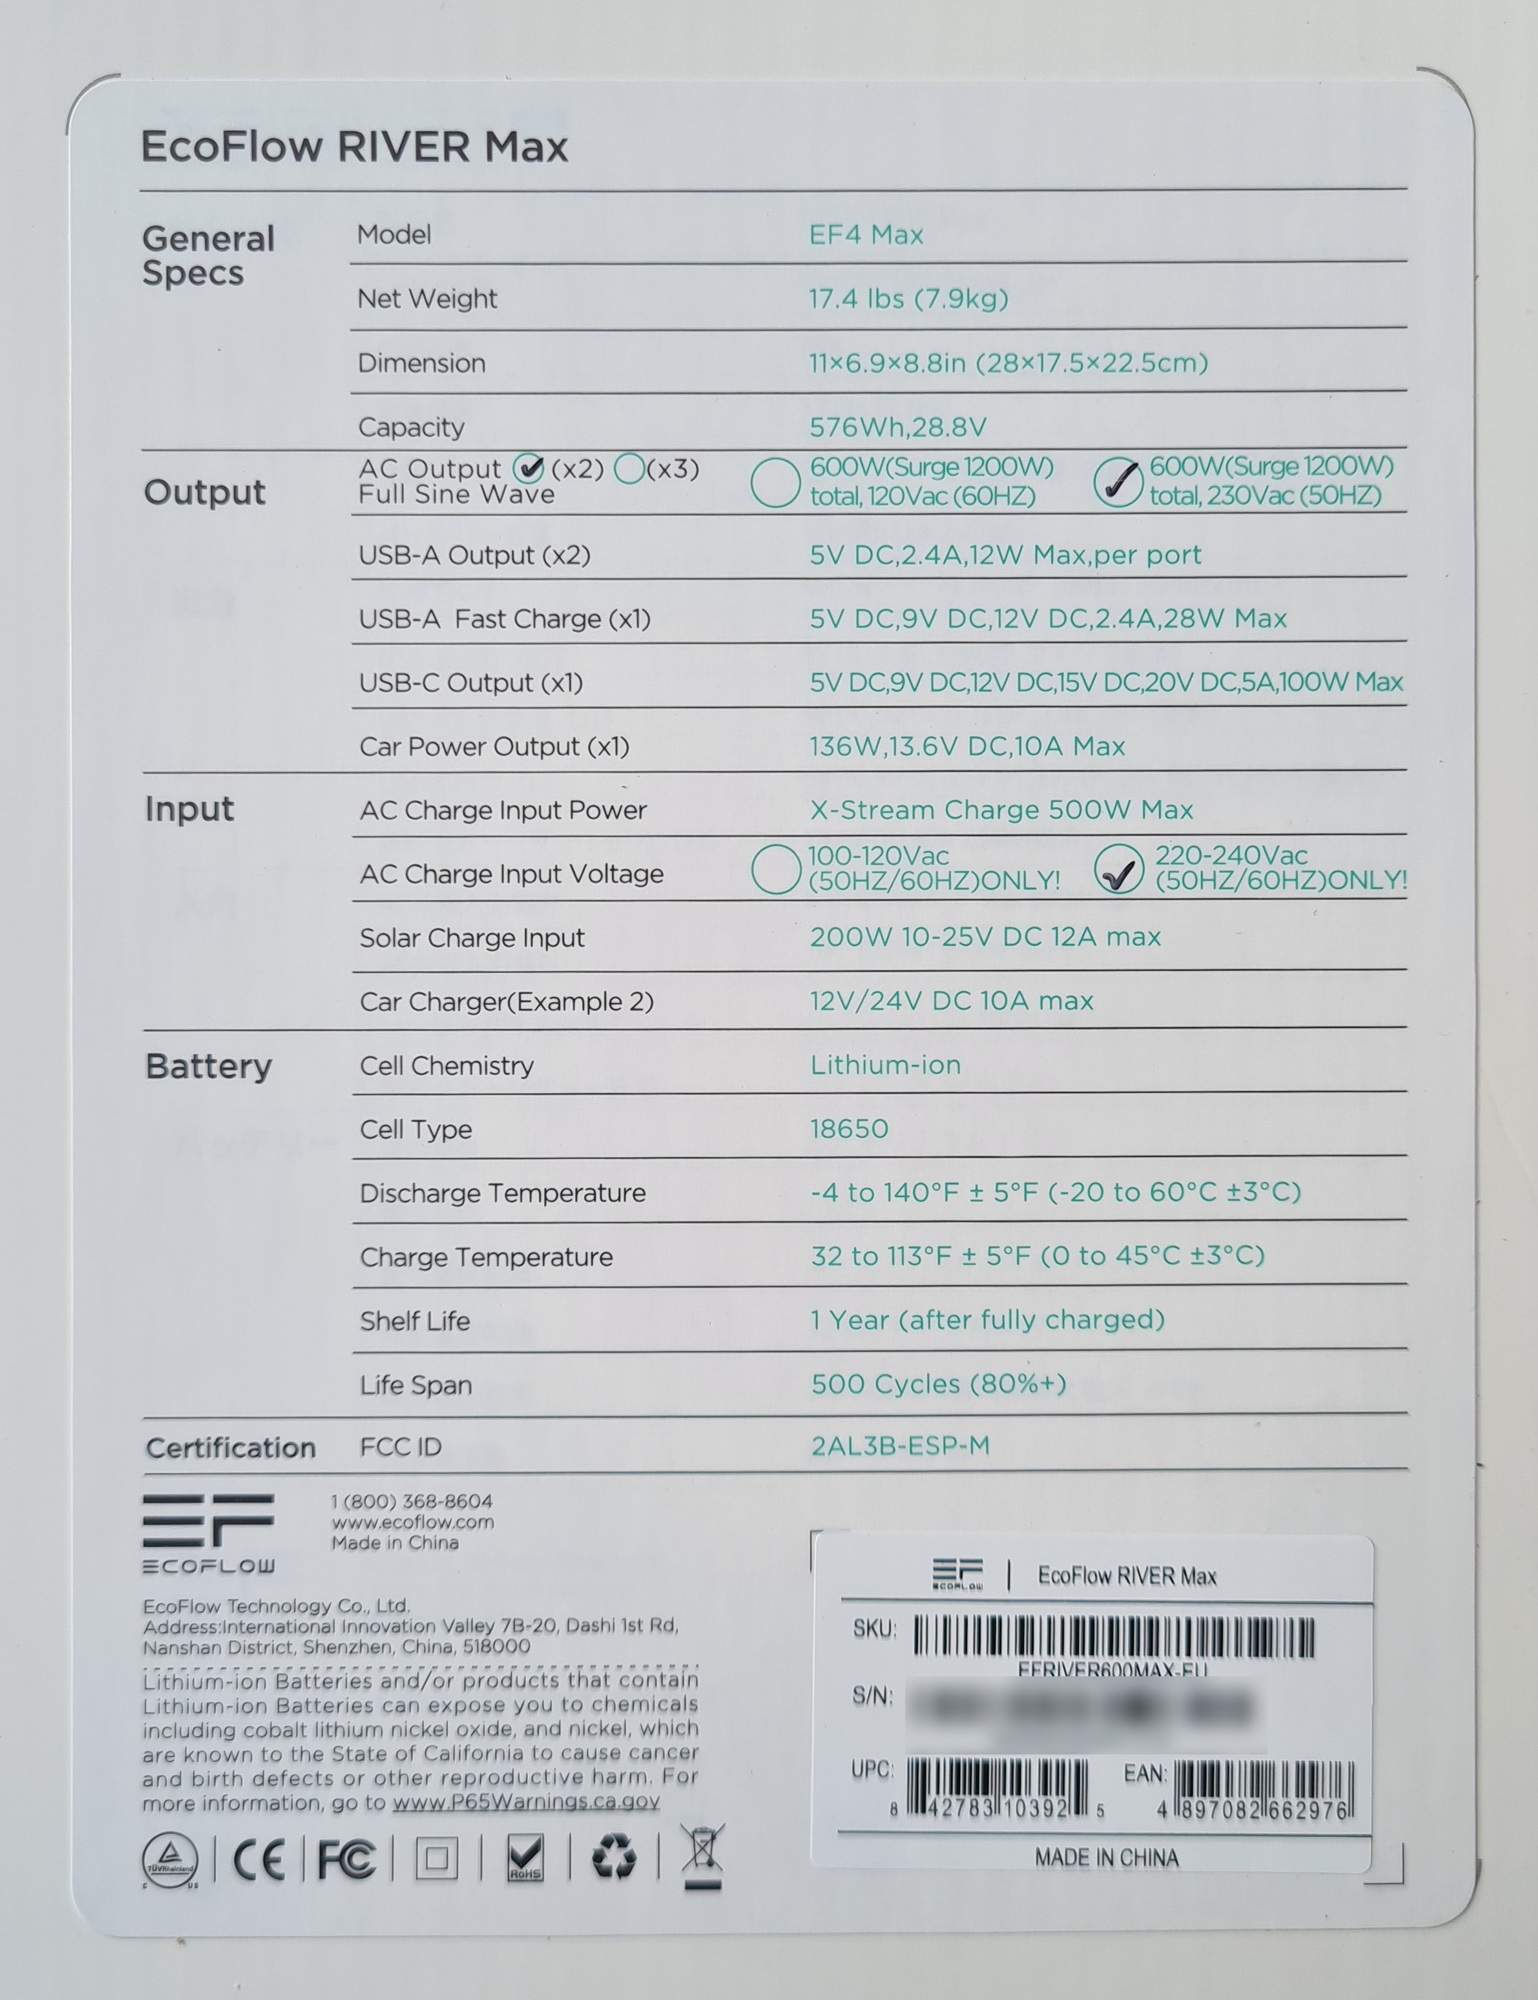 EcoFlow RIVER Max
General Specs
Model EF4 Max
Net Weight 17.4 lbs (7.9kg)
Dimension 11×6.9×8.8in (28×17.5×22.5cm)
Capacity 576Wh,28.8V
Output
AC Output (x2) (x3)
Full Sine Wave
600W(Surge 1200W)
total, 120Vac (60HZ)
600W(Surge 1200W)
total, 230Vac (50HZ)
USB-A Output (x2) 5V DC,2.4A,12W Max,per port
USB-A Fast Charge (x1) 5V DC,9V DC,12V DC,2.4A,28W Max
USB-C Output (x1) 5V DC,9V DC,12V DC,15V DC,20V DC,5A,100W Max
Car Power Output (x1) 136W,13.6V DC,10A Max
Input
AC Charge Input Power X-Stream Charge 500W Max
AC Charge Input Voltage
100-120Vac
(50HZ/60HZ)ONLY!
220-240Vac
(50HZ/60HZ)ONLY!
Solar Charge Input 200W 10-25V DC 12A max
Car Charger(Example 2) 12V/24V DC 10A max
Battery
Cell Chemistry Lithium-ion
Cell Type 18650
Discharge Temperature -4 to 140°F ± 5°F (-20 to 60°C ±3°C)
Charge Temperature 32 to 113°F ± 5°F (0 to 45°C ±3°C)
Shelf Life 1 Year (after fully charged)
Life Span 500 Cycles (80%+)
Certification FCC ID 2AL3B-ESP-M
EF
ECOFLOW
1 (800) 368-8604
www.ecoflow.com
Made in China
EcoFlow Technology Co., Ltd.
Address:International Innovation Valley 7B-20, Dashi 1st Rd,
Nanshan District, Shenzhen, China, 518000
Lithium-ion Batteries and/or products that contain
Lithium-ion Batteries can expose you to chemicals
including cobalt lithium nickel oxide, and nickel, which
are known to the State of California to cause cancer
and birth defects or other reproductive harm. For
more information, go to www.P65Warnings.ca.gov
TÜVRheinland
C US
CE
FC
RoHS
EF
ECOFLOW
EcoFlow RIVER Max
SKU:
EFRIVER600MAX-EU
S/N:
UPC:
8 42783 10392 5
EAN:
4 897082 662976
MADE IN CHINA